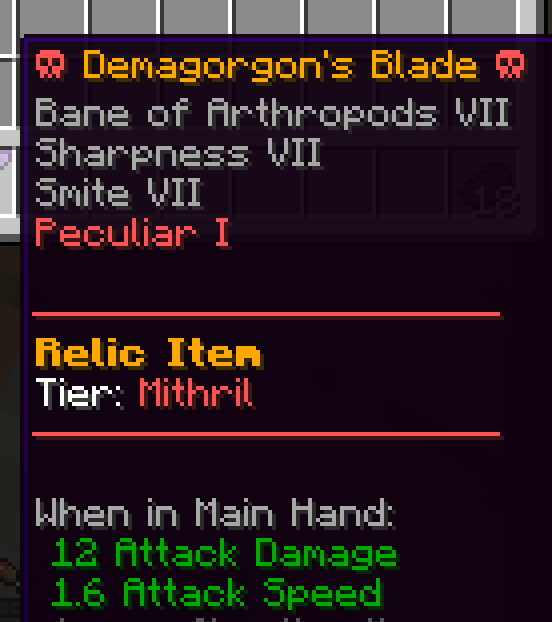 ☠ Demagorgon's Blade ☠
Bane of Arthropods VII
Sharpness VII
Smite VII
Peculiar I
18
Relic Item
Tier: Mithril
When in Main Hand:
12 Attack Damage
1.6 Attack Speed